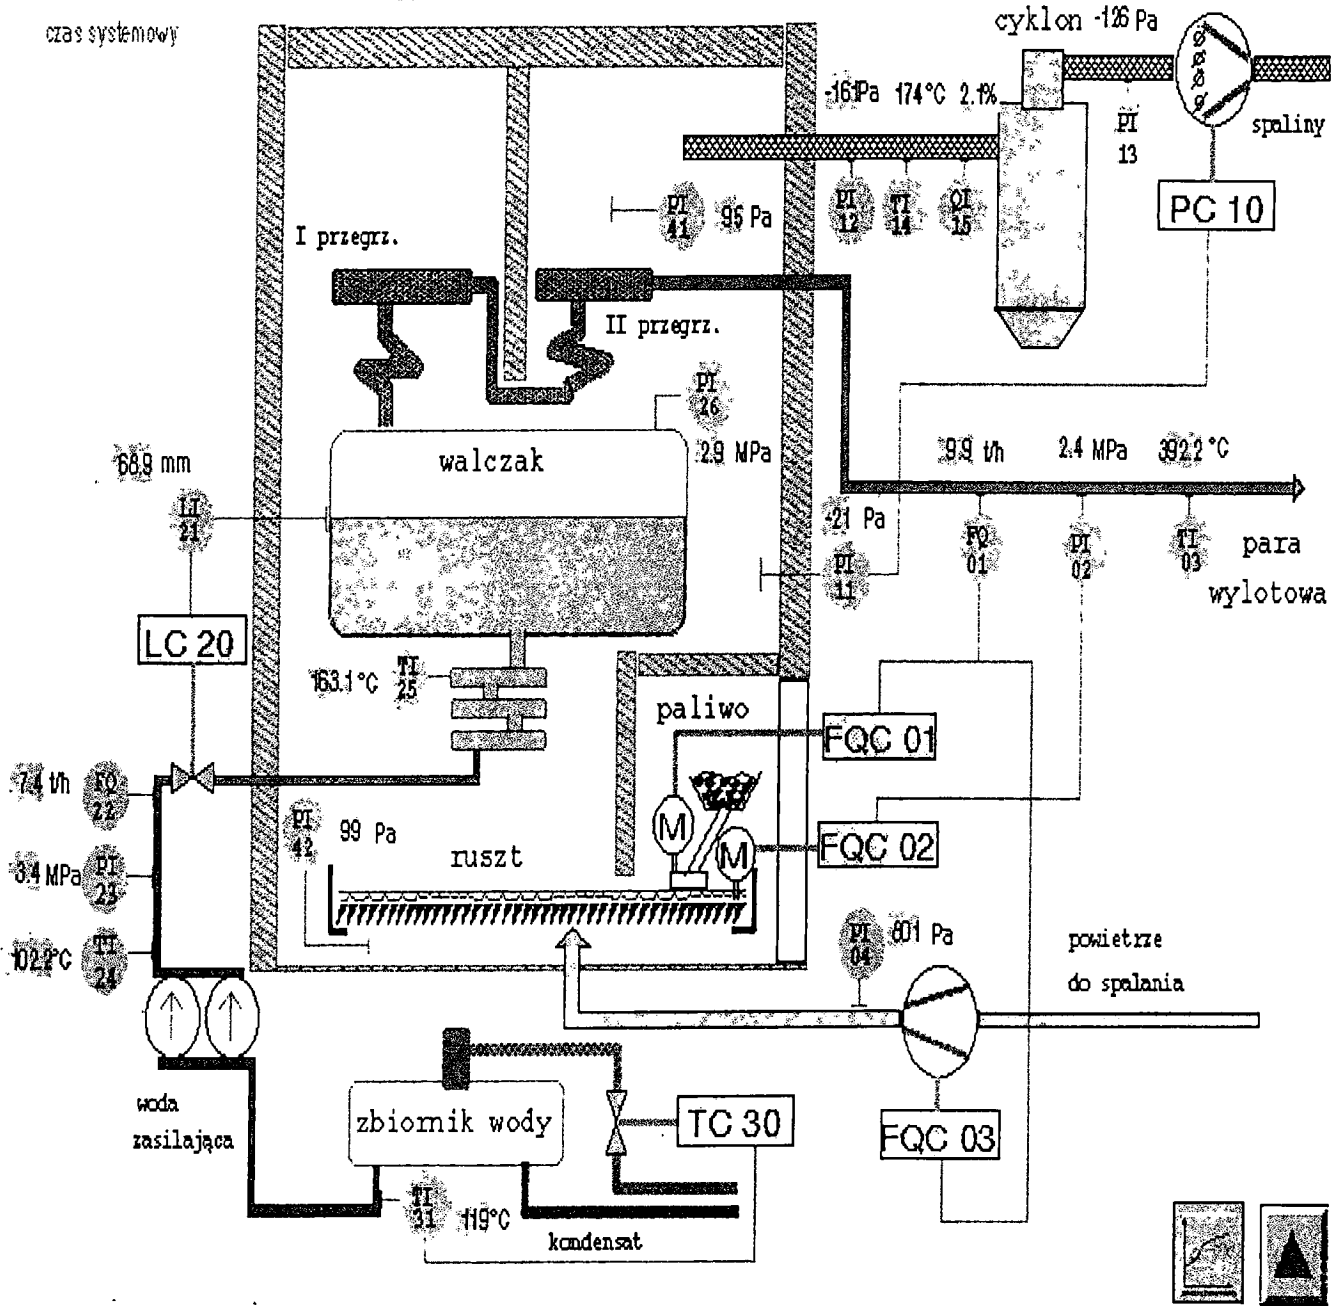 czas systemowy
cyklon -126 Pa
-161Pa 174°C 2.1%
PI
13
spaliny
PI
12
TI
14
QI
15
PC 10
PI
41
95 Pa
I przegrz.
II przegrz.
PI
26
2.9 MPa
walczak
68.9 mm
LI
21
9.9 t/h 2.4 MPa 392.2°C
-21 Pa
PI
11
FQ
01
PI
02
TI
03
para
wylotowa
LC 20
163.1°C
TI
25
paliwo
FQC 01
7.4 t/h
FQ
22
PI
42
99 Pa
M
M
FQC 02
3.4 MPa
PI
23
ruszt
102.2°C
TI
24
PI
04
801 Pa
powietrze
do spalania
woda
zasilająca
zbiornik wody
TC 30
FQC 03
TI
31
119°C
kondensat